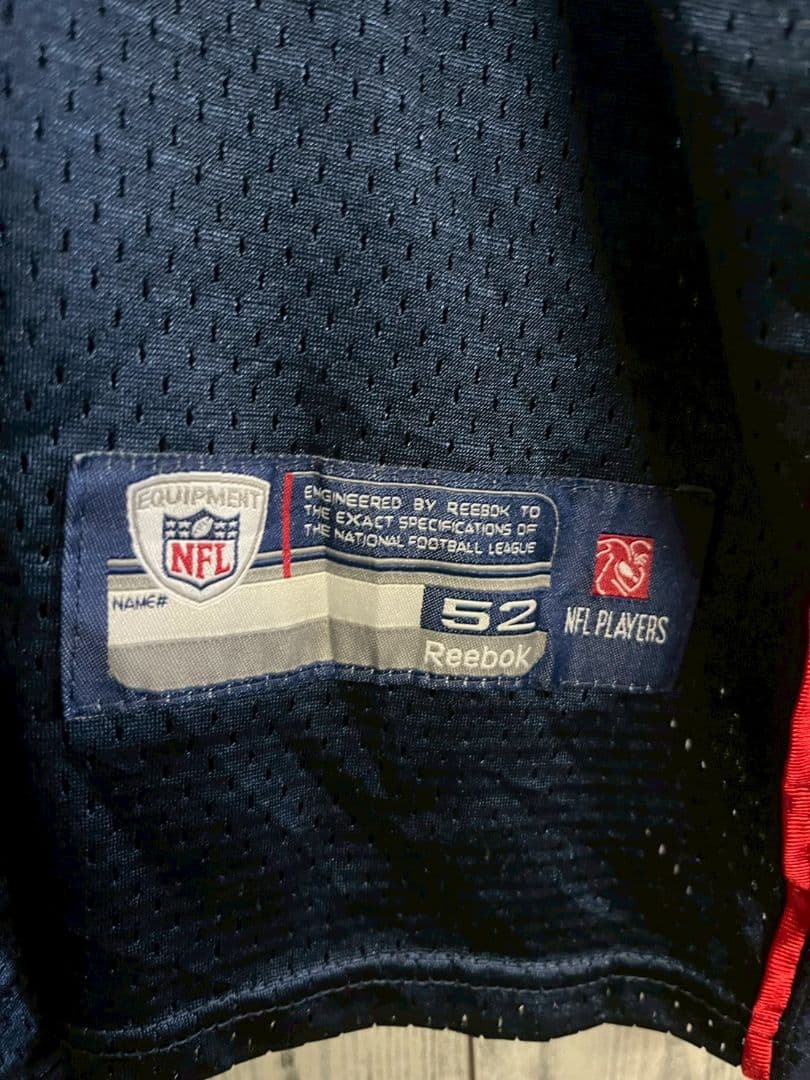 EQUIPMENT
NFL
ENGINEERED BY REEBOK TO
THE EXACT SPECIFICATIONS OF
THE NATIONAL FOOTBALL LEAGUE
NAME#
52
Reebok
NFL PLAYERS